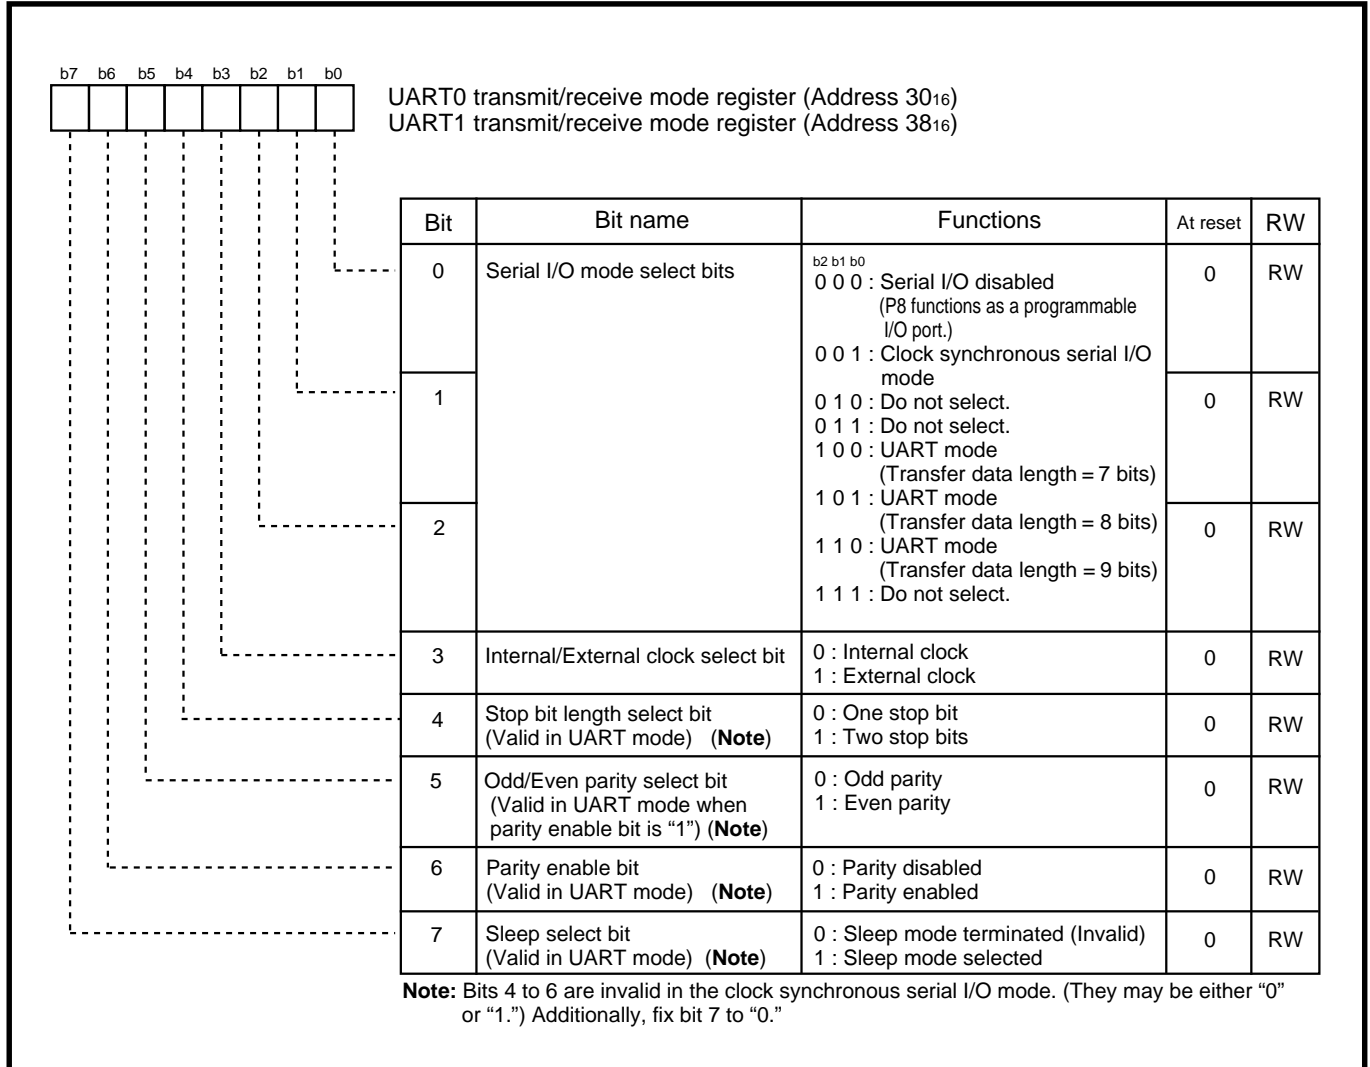 b7 b6 b5 b4 b3 b2 b1 b0
UART0 transmit/receive mode register (Address 3016)
UART1 transmit/receive mode register (Address 3816)
Bit Bit name Functions At reset RW
0 Serial I/O mode select bits
b2 b1 b0
0 0 0 : Serial I/O disabled
(P8 functions as a programmable
I/O port.)
0 0 1 : Clock synchronous serial I/O
mode
0 1 0 : Do not select.
0 1 1 : Do not select.
1 0 0 : UART mode
(Transfer data length = 7 bits)
1 0 1 : UART mode
(Transfer data length = 8 bits)
1 1 0 : UART mode
(Transfer data length = 9 bits)
1 1 1 : Do not select.
0 RW
1 0 RW
2 0 RW
3 Internal/External clock select bit
0 : Internal clock
1 : External clock
0 RW
4 Stop bit length select bit
(Valid in UART mode) (Note)
0 : One stop bit
1 : Two stop bits
0 RW
5 Odd/Even parity select bit
(Valid in UART mode when
parity enable bit is “1”) (Note)
0 : Odd parity
1 : Even parity
0 RW
6 Parity enable bit
(Valid in UART mode) (Note)
0 : Parity disabled
1 : Parity enabled
0 RW
7 Sleep select bit
(Valid in UART mode) (Note)
0 : Sleep mode terminated (Invalid)
1 : Sleep mode selected
0 RW
Note: Bits 4 to 6 are invalid in the clock synchronous serial I/O mode. (They may be either “0”
or “1.”) Additionally, fix bit 7 to “0.”